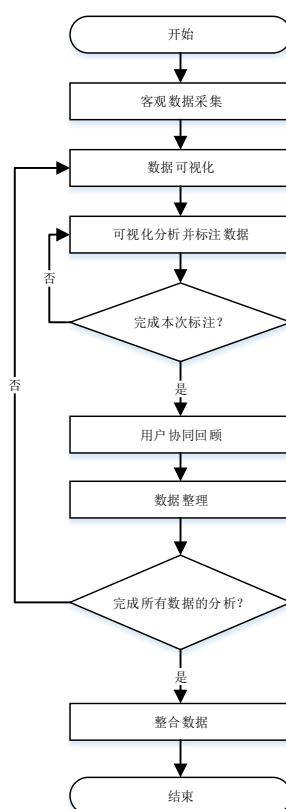 开始
客观数据采集
数据可视化
可视化分析并标注数据
否
完成本次标注？
否
是
用户协同回顾
数据整理
完成所有数据的分析？
是
整合数据
结束